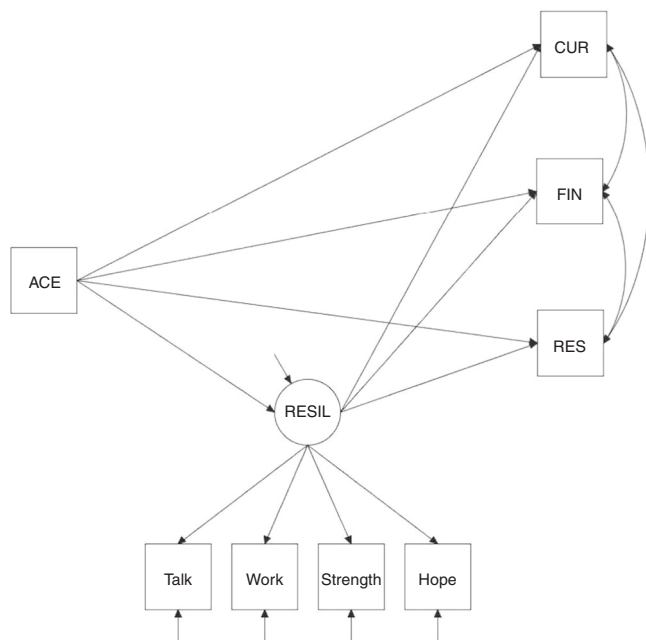 CUR
FIN
ACE
RES
RESIL
Talk
Work
Strength
Hope